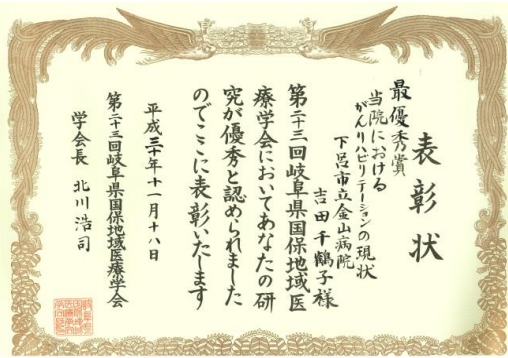 表彰状
最優秀賞
当院における
がんリハビリテーションの現状
下呂市立金山病院
吉田千鶴子様
第二十三回岐阜県国保地域医
療学会においてあなたの研
究が優秀と認められました
のでここに表彰いたします
平成三十年十一月十八日
第二十三回岐阜県国保地域医療学会
学会長 北川浩司